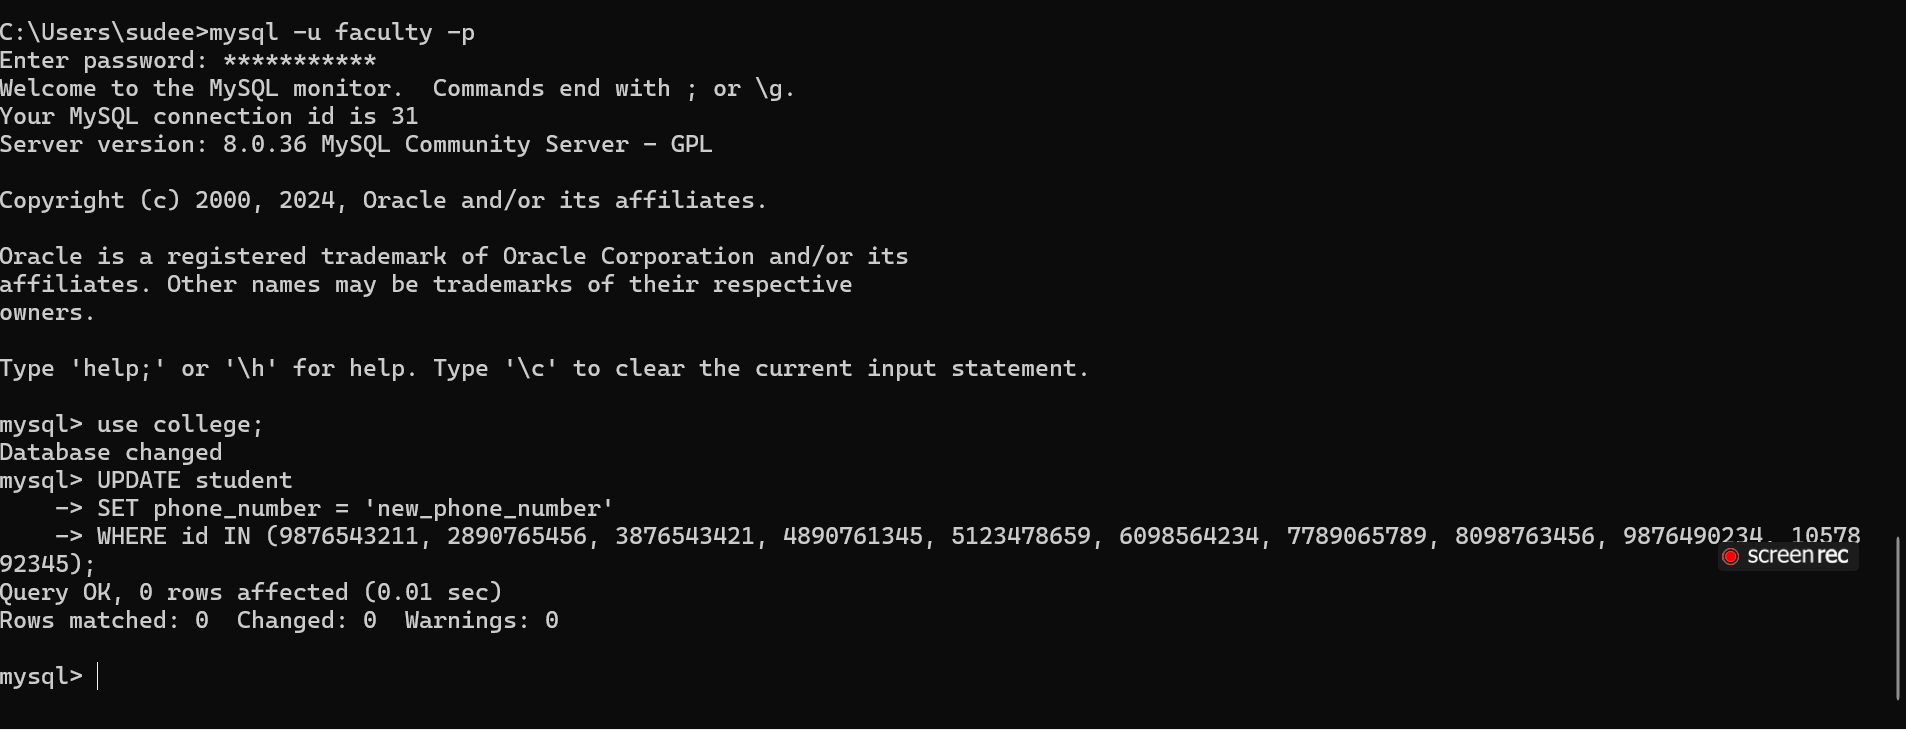 C:\Users\sudee>mysql -u faculty -p
Enter password: ***********
Welcome to the MySQL monitor.  Commands end with ; or \g.
Your MySQL connection id is 31
Server version: 8.0.36 MySQL Community Server - GPL

Copyright (c) 2000, 2024, Oracle and/or its affiliates.

Oracle is a registered trademark of Oracle Corporation and/or its
affiliates. Other names may be trademarks of their respective
owners.

Type 'help;' or '\h' for help. Type '\c' to clear the current input statement.

mysql> use college;
Database changed
mysql> UPDATE student
    -> SET phone_number = 'new_phone_number'
    -> WHERE id IN (9876543211, 2890765456, 3876543421, 4890761345, 5123478659, 6098564234, 7789065789, 8098763456, 9876490234, 10578
92345);
screenrec
Query OK, 0 rows affected (0.01 sec)
Rows matched: 0  Changed: 0  Warnings: 0

mysql>